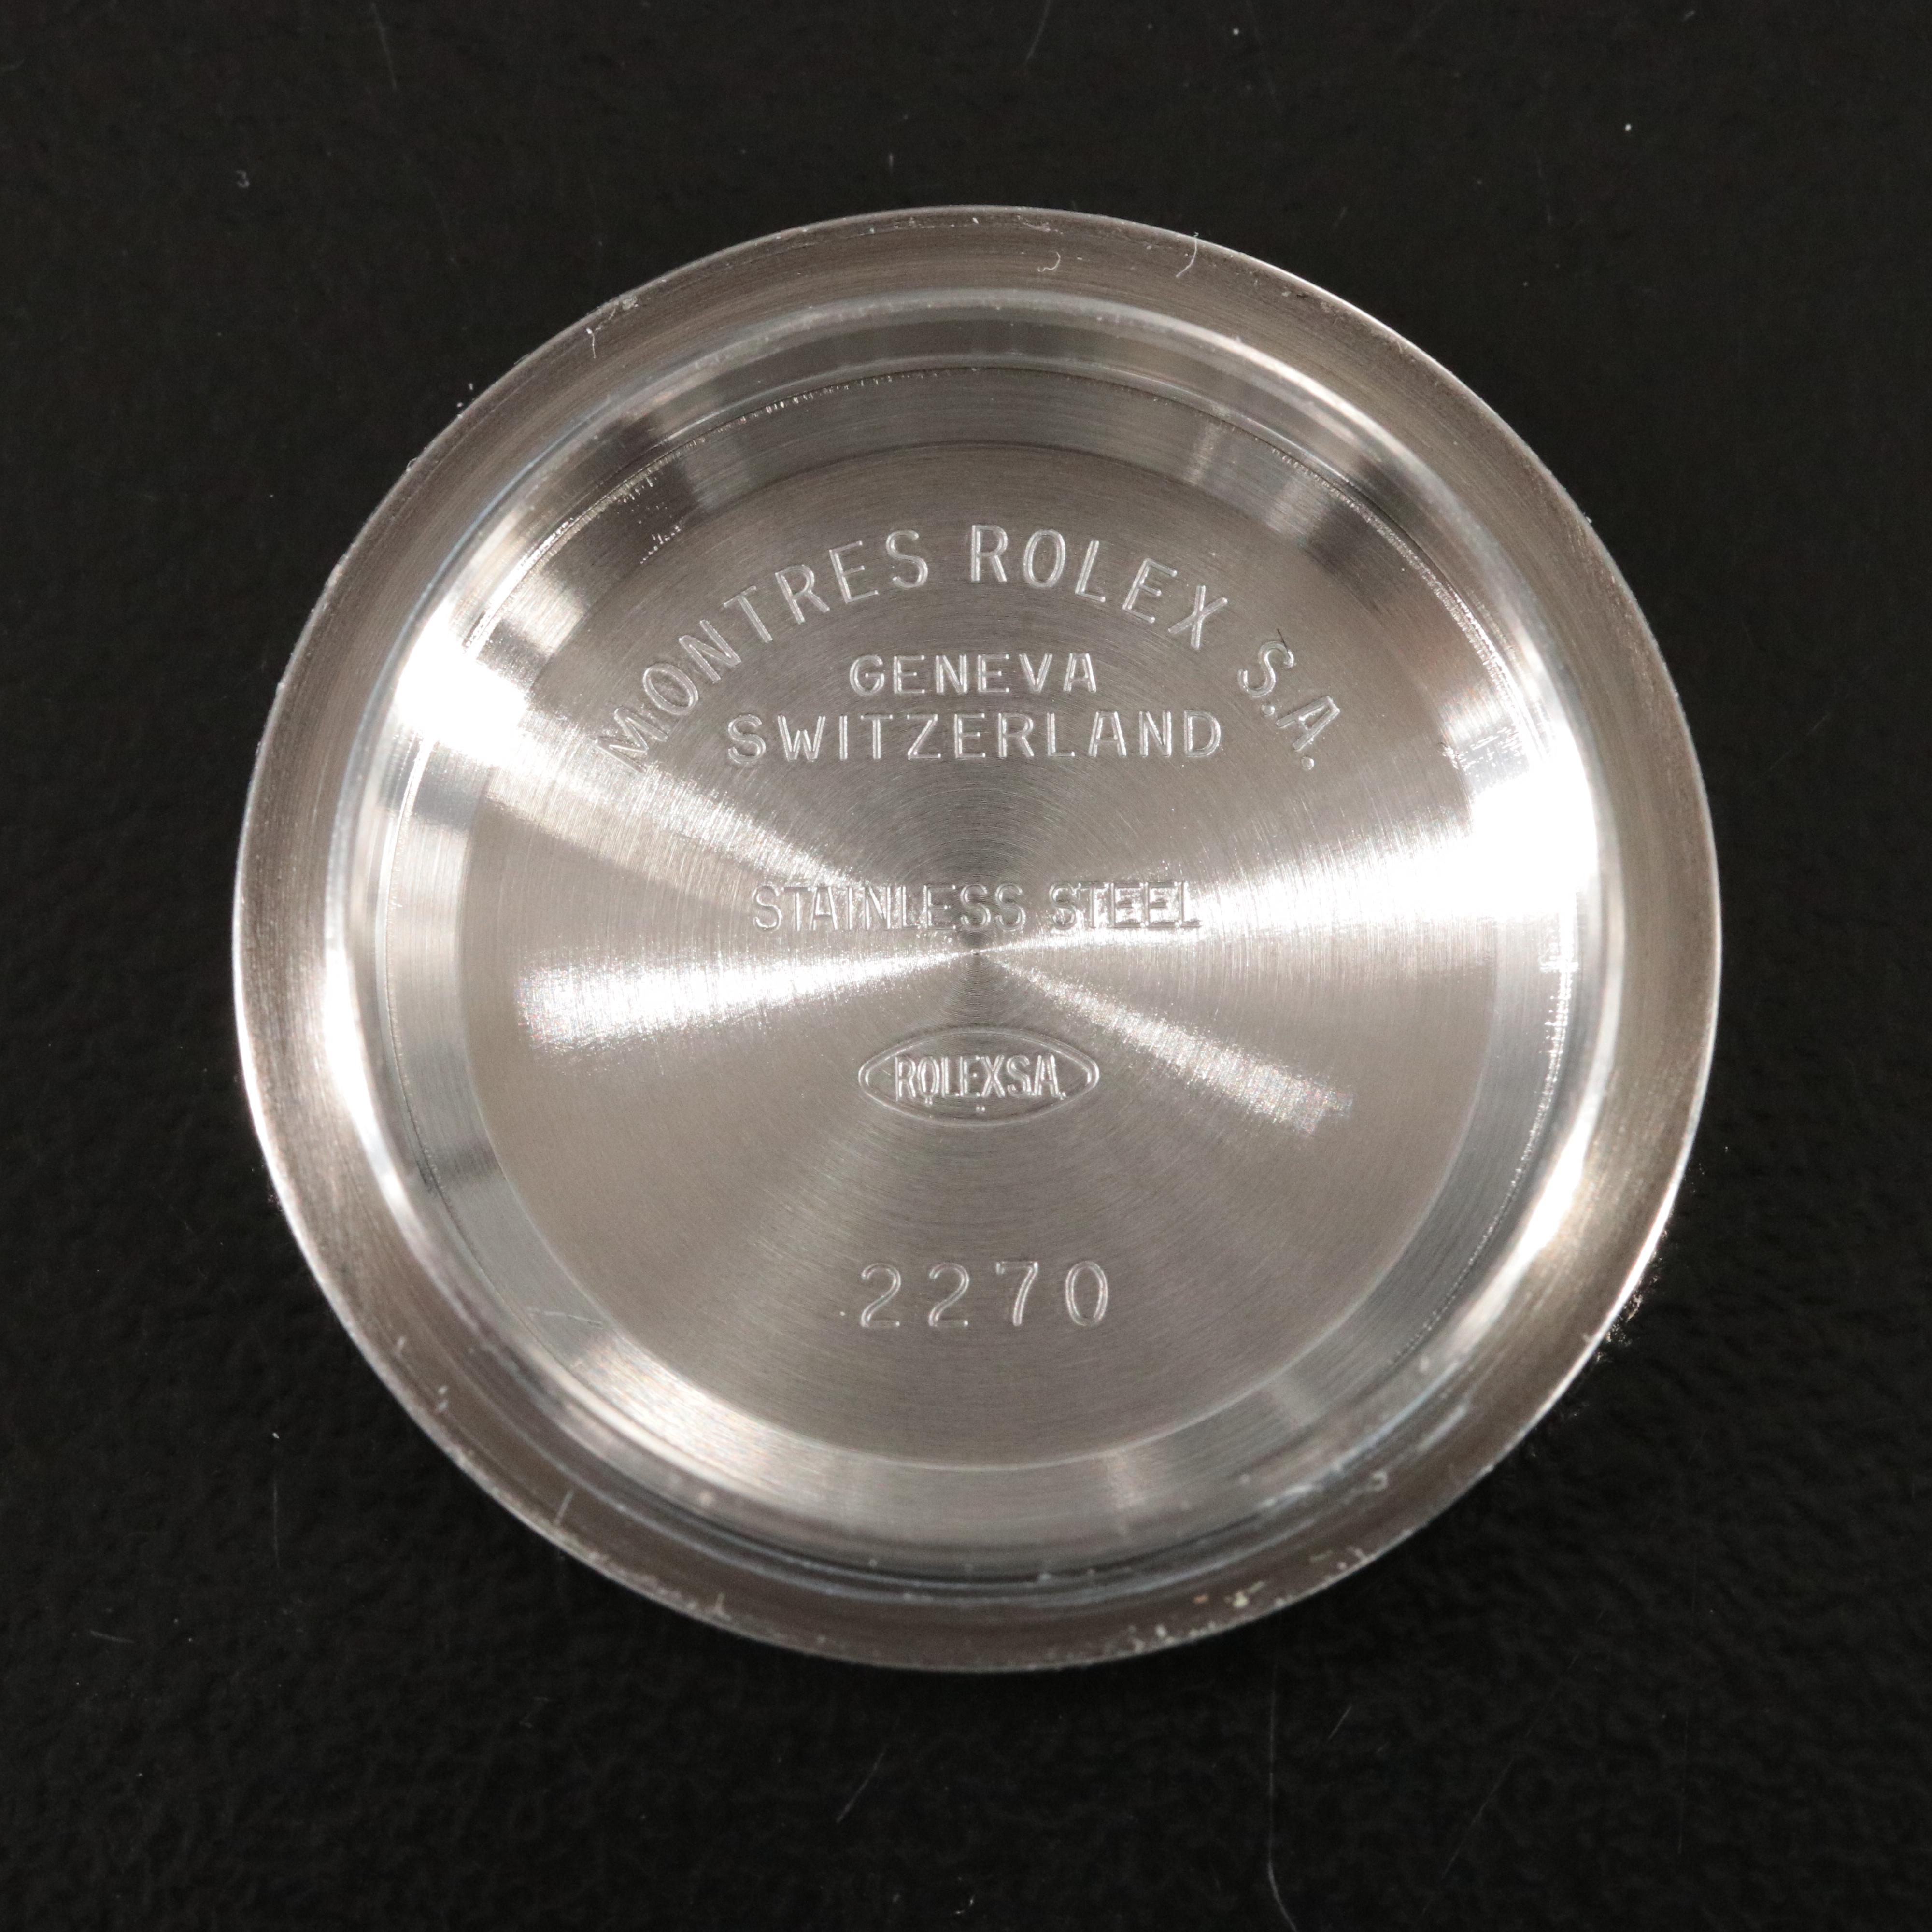 MONTRES ROLEX S.A.
GENEVA
SWITZERLAND
STAINLESS STEEL
ROLEXSA
2270